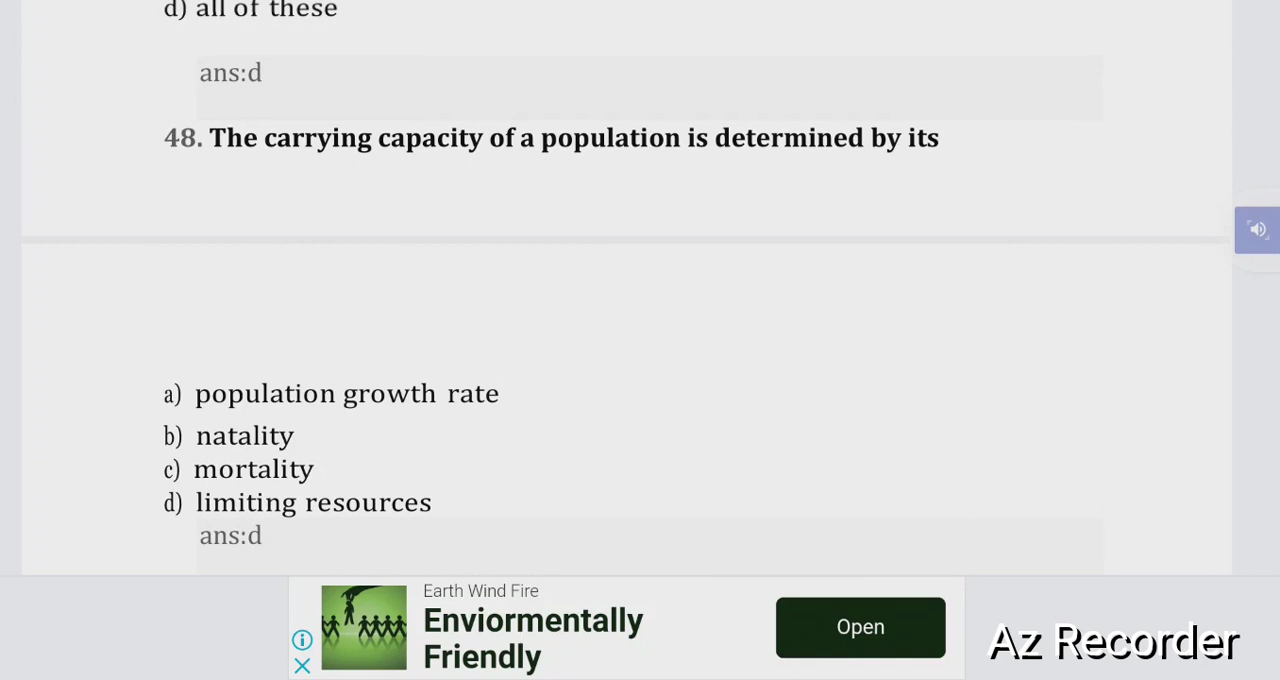 d) all of these
ans:d
48. The carrying capacity of a population is determined by its
a) population growth rate
b) natality
c) mortality
d) limiting resources
ans:d
Earth Wind Fire
Enviormentally
Friendly
Open
Az Recorder